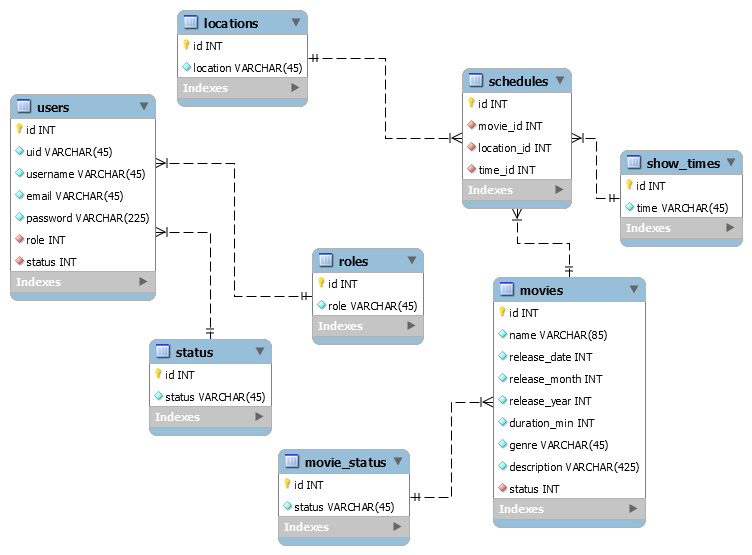 locations
id INT
location VARCHAR(45)
Indexes
users
id INT
uid VARCHAR(45)
username VARCHAR(45)
email VARCHAR(45)
password VARCHAR(225)
role INT
status INT
Indexes
schedules
id INT
movie_id INT
location_id INT
time_id INT
Indexes
show_times
id INT
time VARCHAR(45)
Indexes
roles
id INT
role VARCHAR(45)
Indexes
status
id INT
status VARCHAR(45)
Indexes
movies
id INT
name VARCHAR(85)
release_date INT
release_month INT
release_year INT
duration_min INT
genre VARCHAR(45)
description VARCHAR(425)
status INT
Indexes
movie_status
id INT
status VARCHAR(45)
Indexes